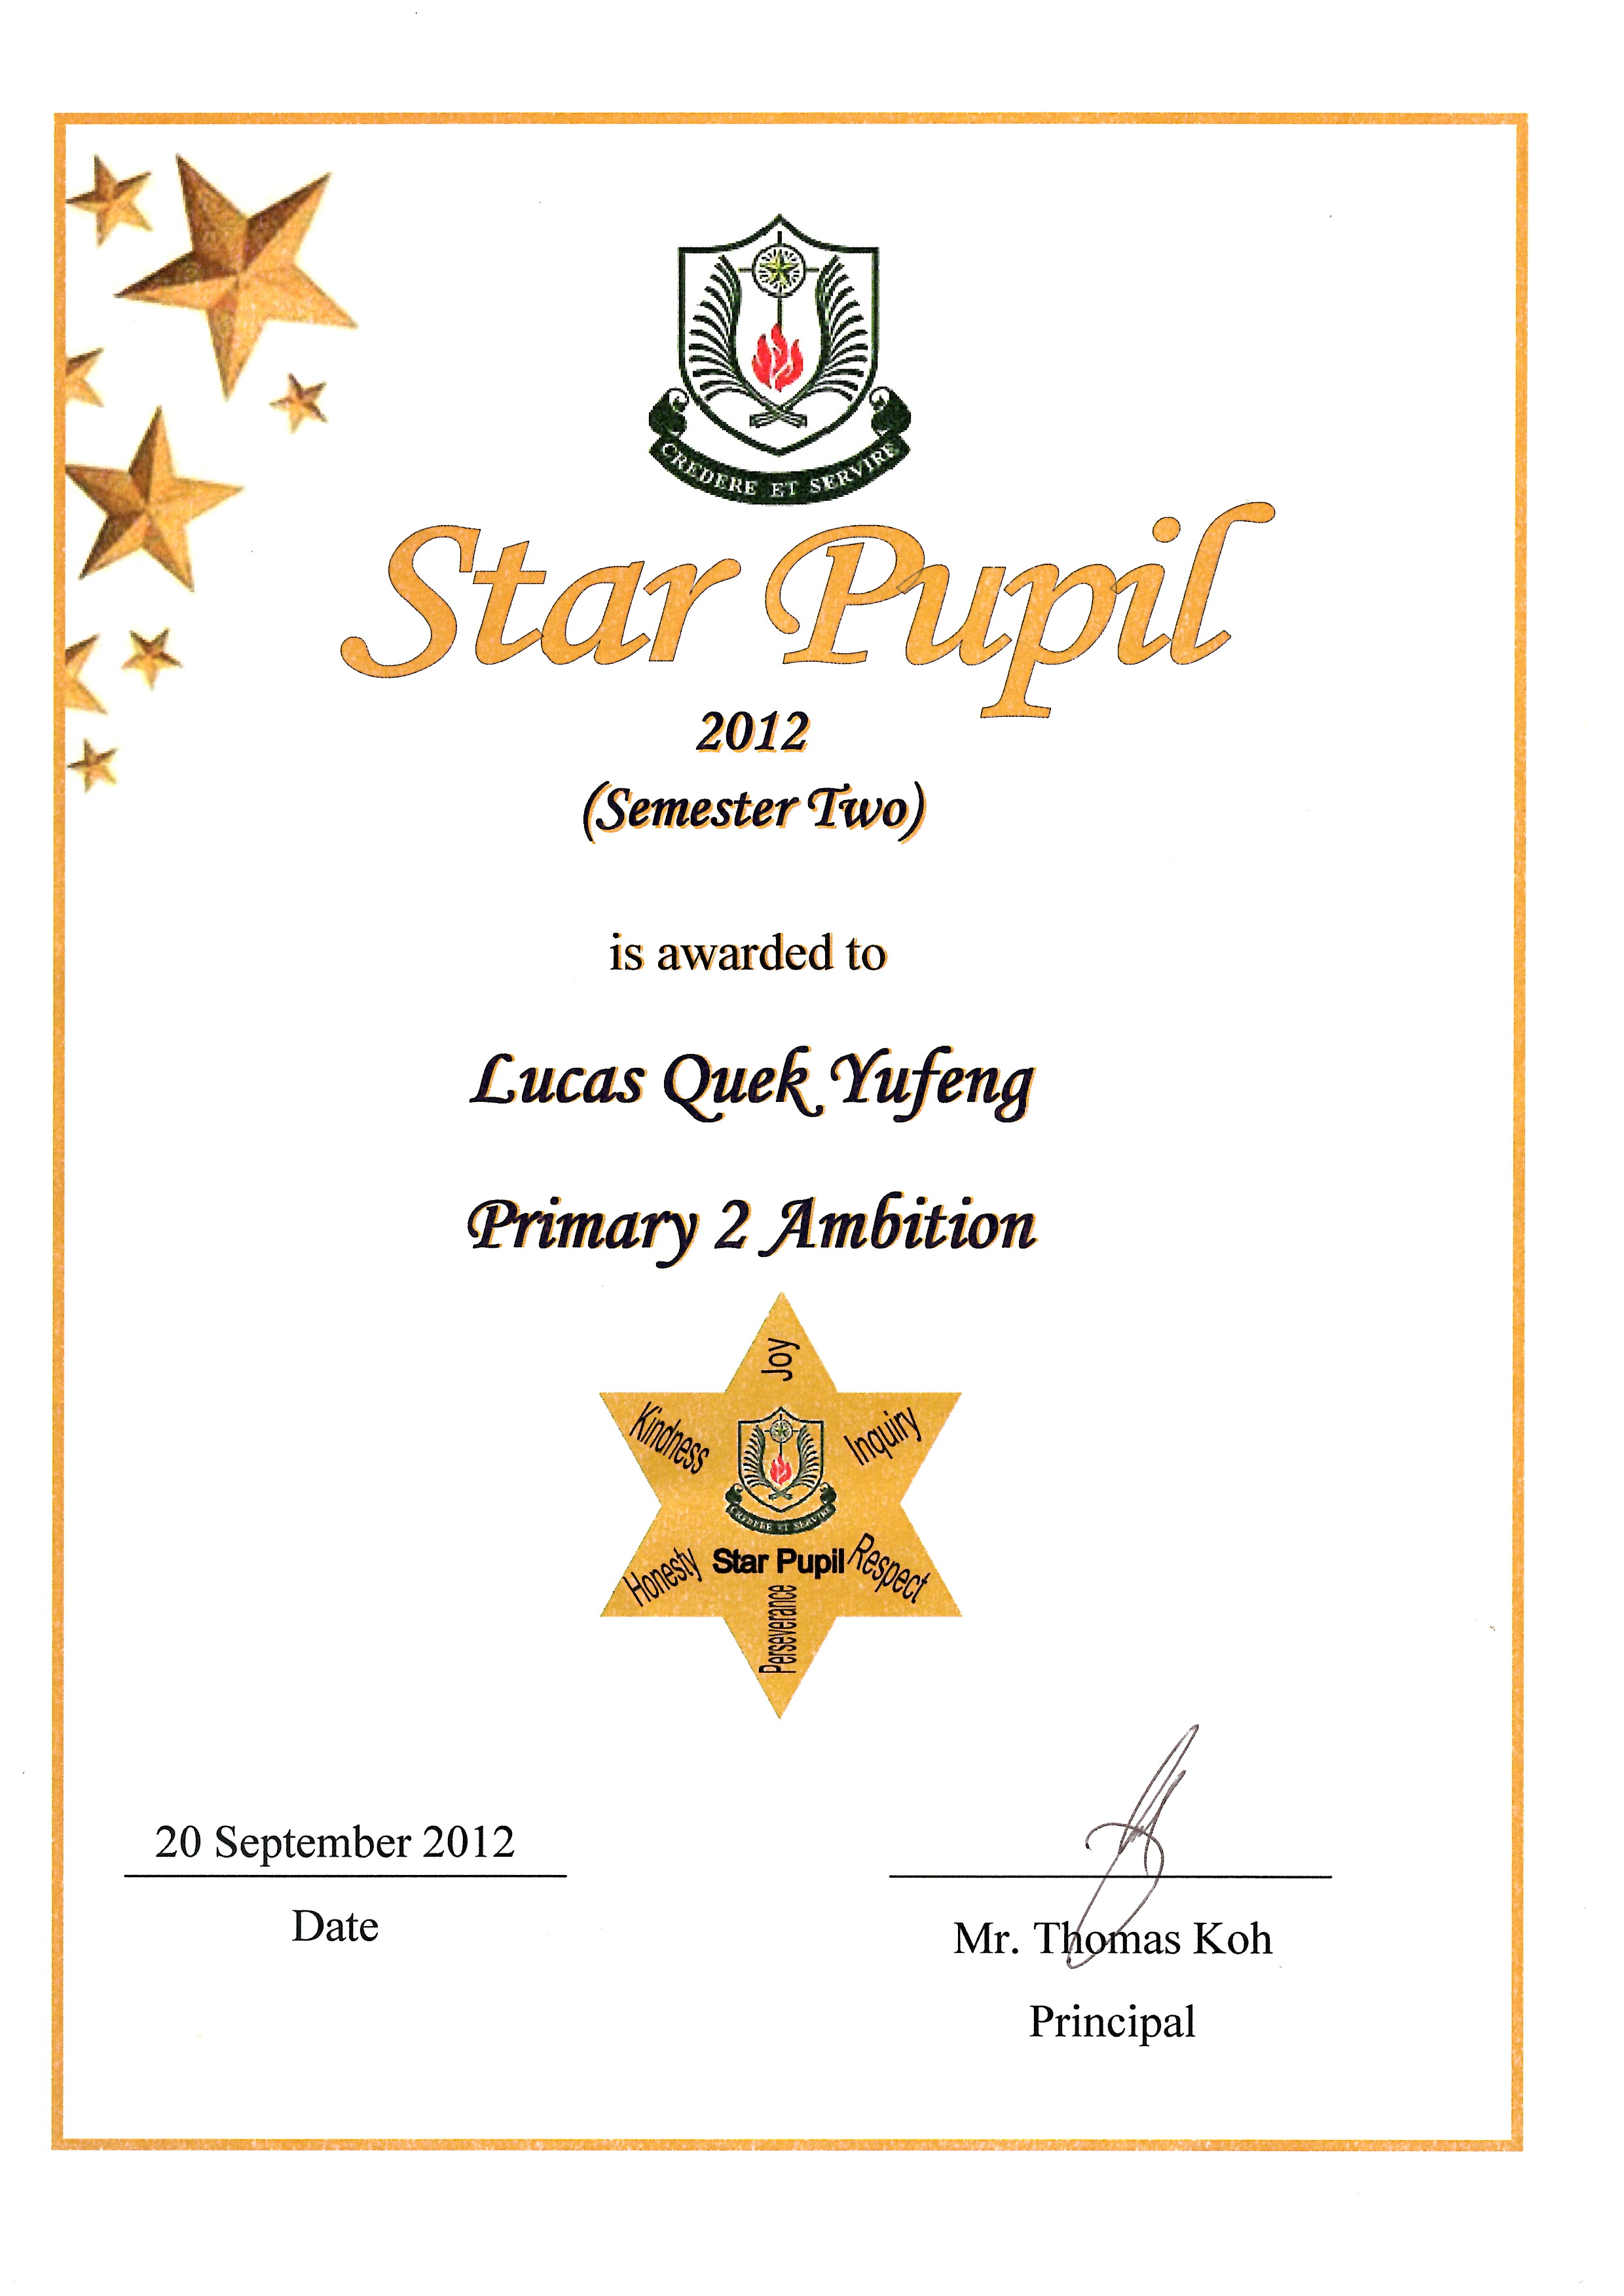 CREDERE ET SERVIRE
Star Pupil
2012
(Semester Two)
is awarded to
Lucas Quek Yufeng
Primary 2 Ambition
Joy
Kindness
Inquiry
CREDERE ET SERVIRE
Honesty
Star Pupil
Respect
Perseverance
20 September 2012
Date
Mr. Thomas Koh
Principal